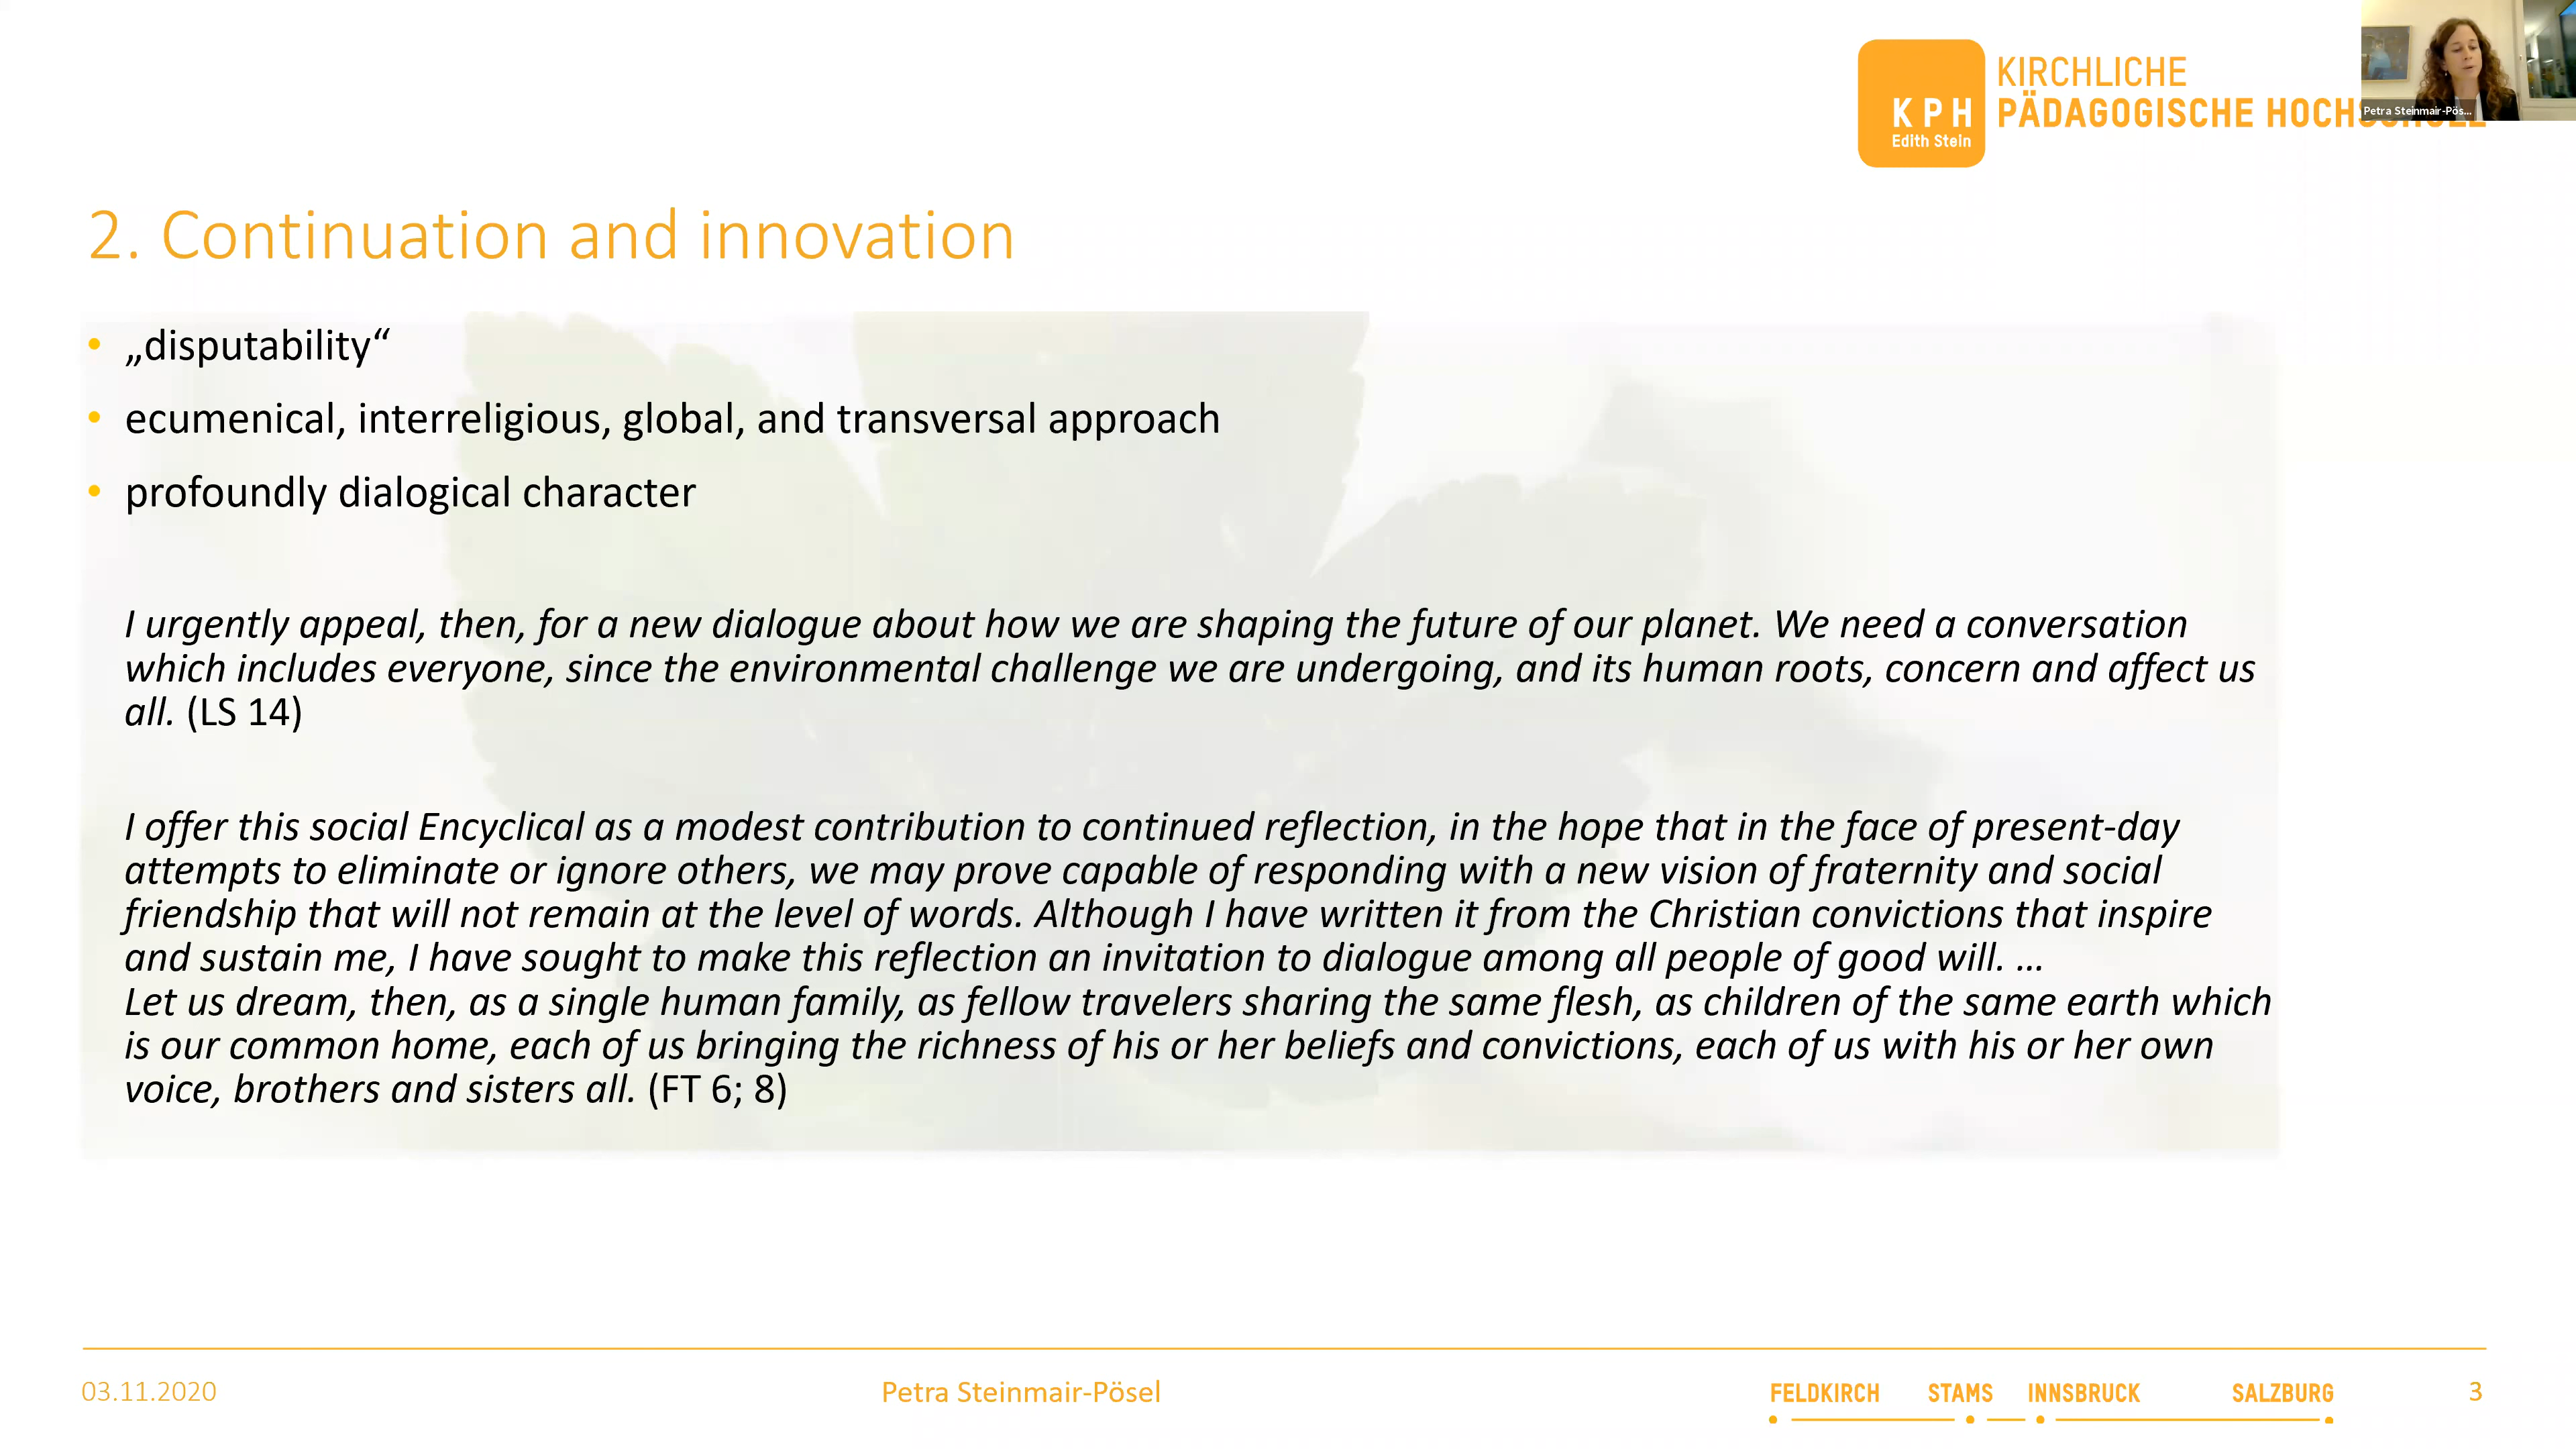 KIRCHLICHE
PÄDAGOGISCHE
KPH
Edith Stein
Petra Steinmair-Pös...
2. Continuation and innovation
• „disputability“
• ecumenical, interreligious, global, and transversal approach
• profoundly dialogical character
I urgently appeal, then, for a new dialogue about how we are shaping the future of our planet. We need a conversation
which includes everyone, since the environmental challenge we are undergoing, and its human roots, concern and affect us
all. (LS 14)
I offer this social Encyclical as a modest contribution to continued reflection, in the hope that in the face of present-day
attempts to eliminate or ignore others, we may prove capable of responding with a new vision of fraternity and social
friendship that will not remain at the level of words. Although I have written it from the Christian convictions that inspire
and sustain me, I have sought to make this reflection an invitation to dialogue among all people of good will. …
Let us dream, then, as a single human family, as fellow travelers sharing the same flesh, as children of the same earth which
is our common home, each of us bringing the richness of his or her beliefs and convictions, each of us with his or her own
voice, brothers and sisters all. (FT 6; 8)
03.11.2020
Petra Steinmair-Pösel
FELDKIRCH STAMS INNSBRUCK SALZBURG
3